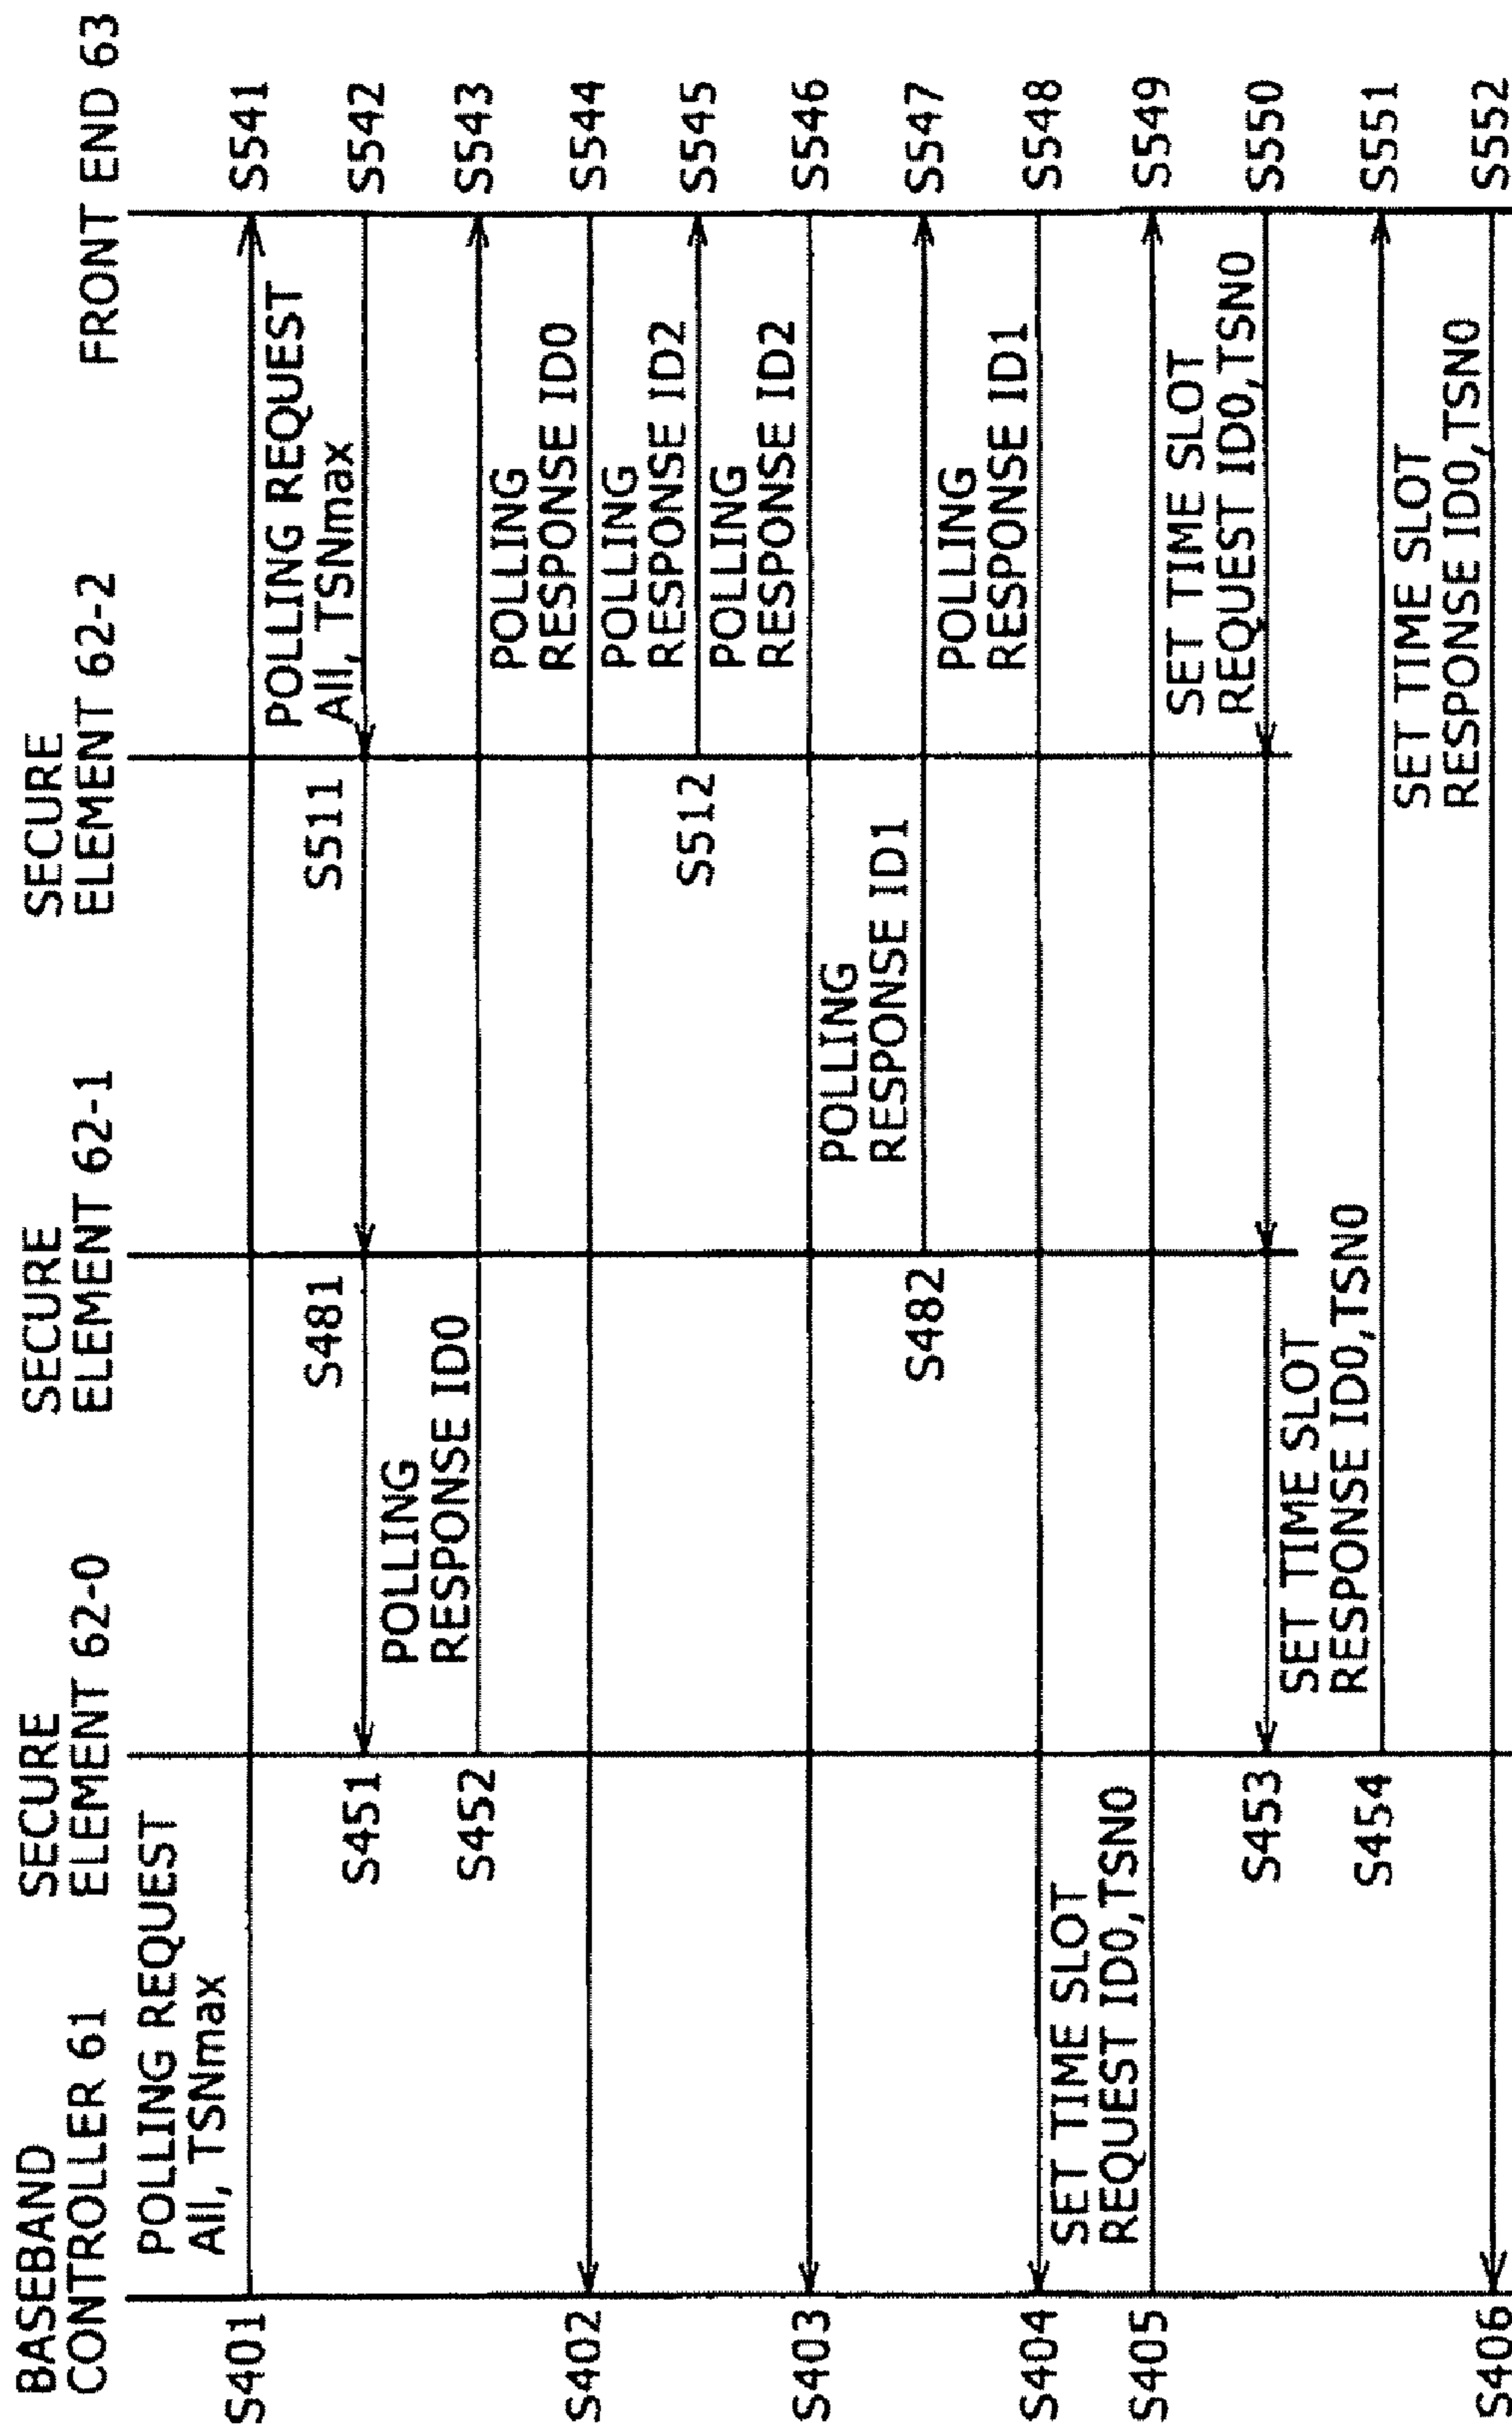 BASEBAND
CONTROLLER 61
SECURE
ELEMENT 62-0
SECURE
ELEMENT 62-1
SECURE
ELEMENT 62-2
FRONT END 63
POLLING REQUEST
All, TSNmax
S401
S541
POLLING REQUEST
All, TSNmax
S451
S481
S511
S542
POLLING
RESPONSE ID0
S452
S543
POLLING
RESPONSE ID0
S402
S544
POLLING
RESPONSE ID2
S512
S545
POLLING
RESPONSE ID2
S403
S546
POLLING
RESPONSE ID1
S482
S547
POLLING
RESPONSE ID1
S404
S548
SET TIME SLOT
REQUEST ID0,TSN0
S405
S549
SET TIME SLOT
REQUEST ID0,TSN0
S453
S550
SET TIME SLOT
RESPONSE ID0,TSN0
S454
S551
SET TIME SLOT
RESPONSE ID0,TSN0
S406
S552